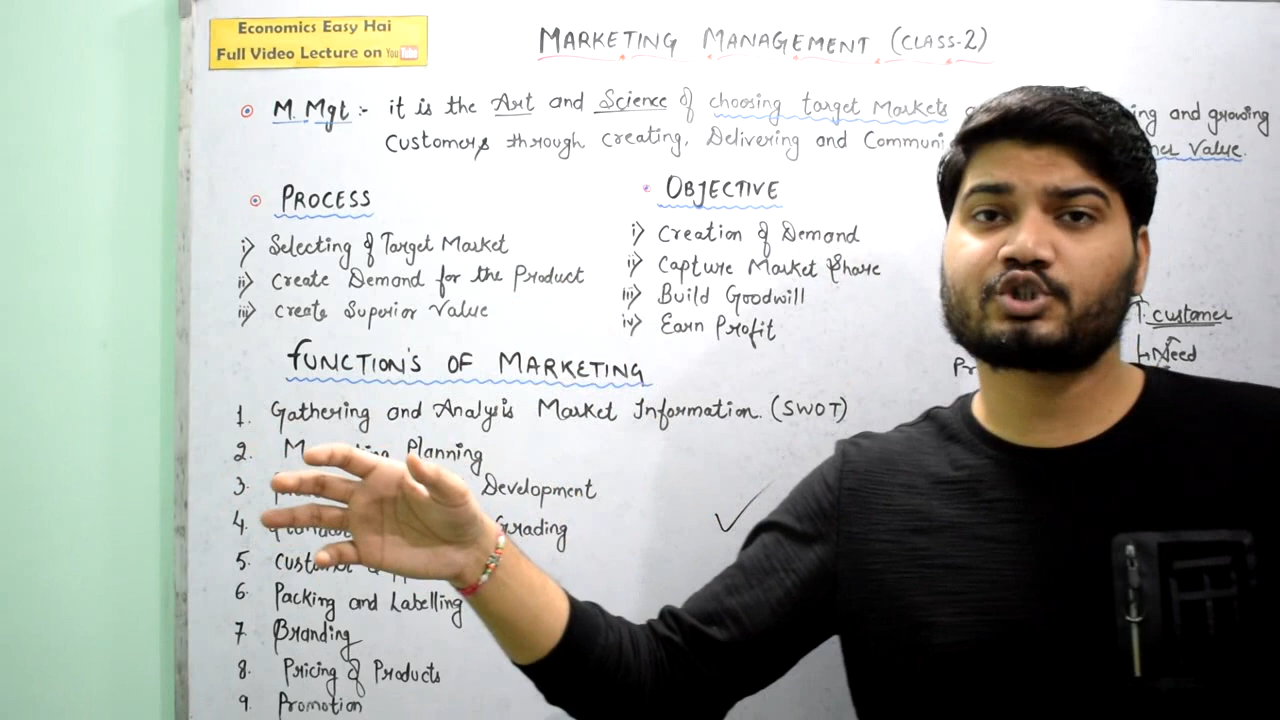 Economics Easy Hai
Full Video Lecture on YouTube
MARKETING MANAGEMENT (CLASS-2)
M. Mgt :- it is the Art and Science of choosing target Markets
ing and growing
Customers through creating, Delivering and Communi
Value.
PROCESS
i) Selecting of Target Market
ii) Create Demand for the Product
iii) Create Superior Value
OBJECTIVE
i) Creation of Demand
ii) Capture Market Share
iii) Build Goodwill
iv) Earn Profit
customer
Need
FUNCTION'S OF MARKETING
1. Gathering and Analysis Market Information. (SWOT)
2. Planning
3. Development
4. Grading
5.
6. Packing and Labelling
7 Branding
8. Pricing of Products
9. Promotion